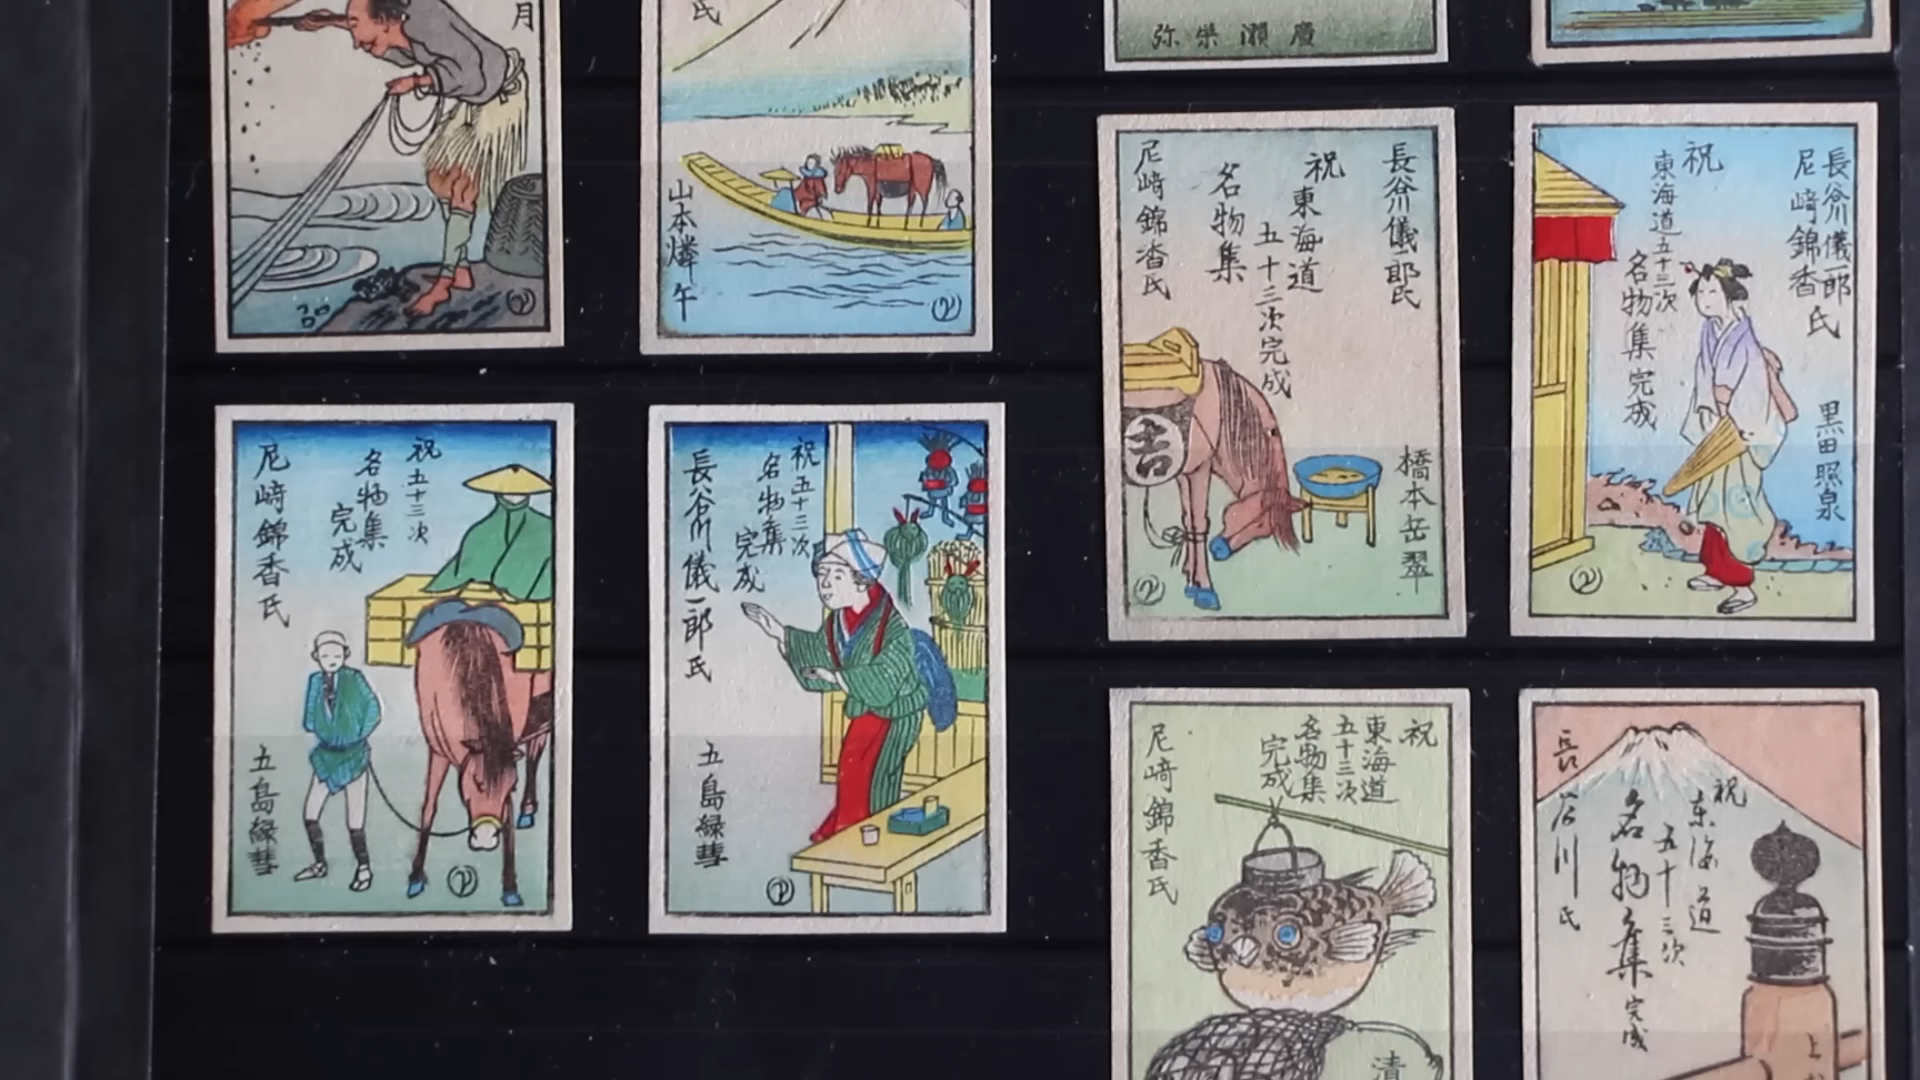 月
氏
山本燐午
弥栄瀬廣
長谷川儀一郎氏
祝
東海道
五十三次完成
名物集
尼崎錦香氏
吉
橋本岳翠
長谷川儀一郎
尼崎錦香氏
祝
東海道五十三次
名物集完成
黒田照泉
祝五十三次
名物集
完成
尼崎錦香氏
五島緑彗
祝五十三次
名物集
完成
長谷川儀一郎氏
五島緑彗
祝
東海道
五十三次
名物集
完成
尼崎錦香氏
清
祝
东海道
五十三次
名物集完成
長谷川氏
上